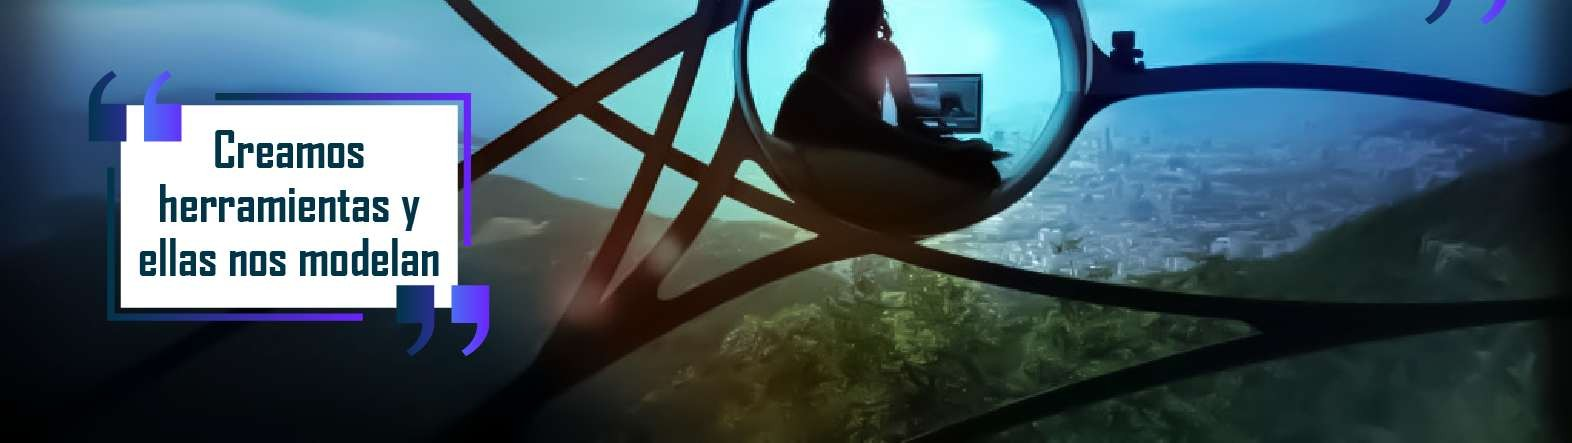 “Creamos
herramientas y
ellas nos modelan”